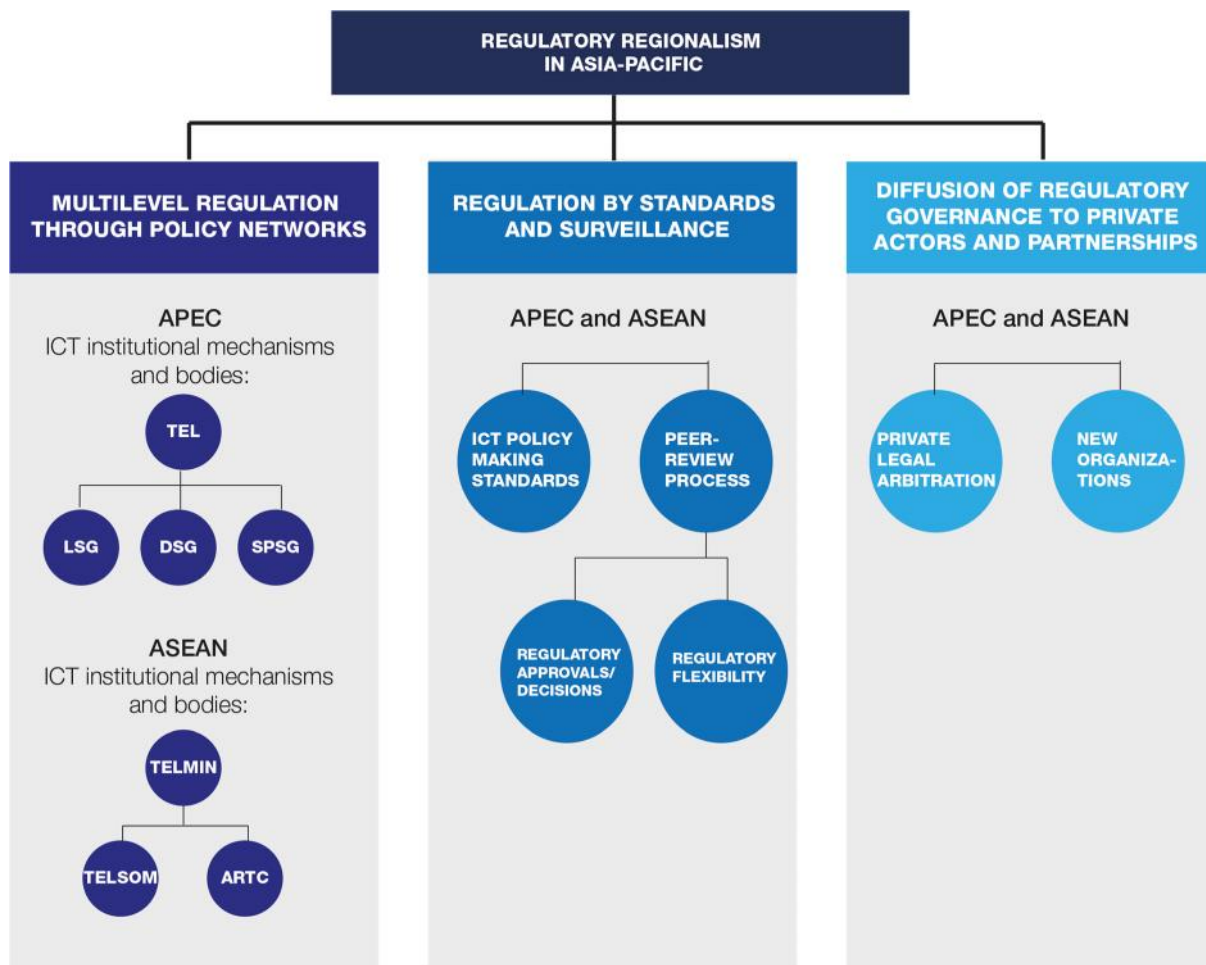 REGULATORY REGIONALISM
IN ASIA-PACIFIC
MULTILEVEL REGULATION
THROUGH POLICY NETWORKS
APEC
ICT institutional mechanisms
and bodies:
TEL
LSG
DSG
SPSG
ASEAN
ICT institutional mechanisms
and bodies:
TELMIN
TELSOM
ARTC
REGULATION BY STANDARDS
AND SURVEILLANCE
APEC and ASEAN
ICT POLICY
MAKING
STANDARDS
PEER-
REVIEW
PROCESS
REGULATORY
APPROVALS/
DECISIONS
REGULATORY
FLEXIBILITY
DIFFUSION OF REGULATORY
GOVERNANCE TO PRIVATE
ACTORS AND PARTNERSHIPS
APEC and ASEAN
PRIVATE
LEGAL
ARBITRATION
NEW
ORGANIZA-
TIONS